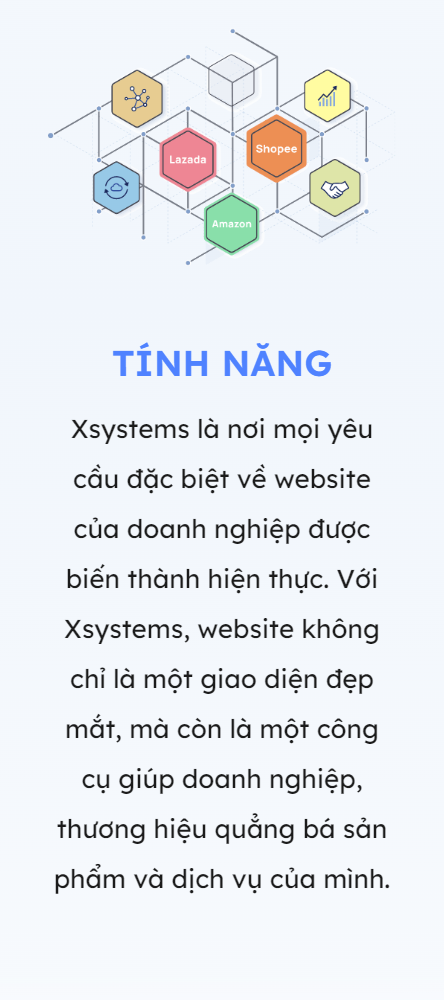 Lazada
Shopee
Amazon
TÍNH NĂNG
Xsystems là nơi mọi yêu
cầu đặc biệt về website
của doanh nghiệp được
biến thành hiện thực. Với
Xsystems, website không
chỉ là một giao diện đẹp
mắt, mà còn là một công
cụ giúp doanh nghiệp,
thương hiệu quảng bá sản
phẩm và dịch vụ của mình.